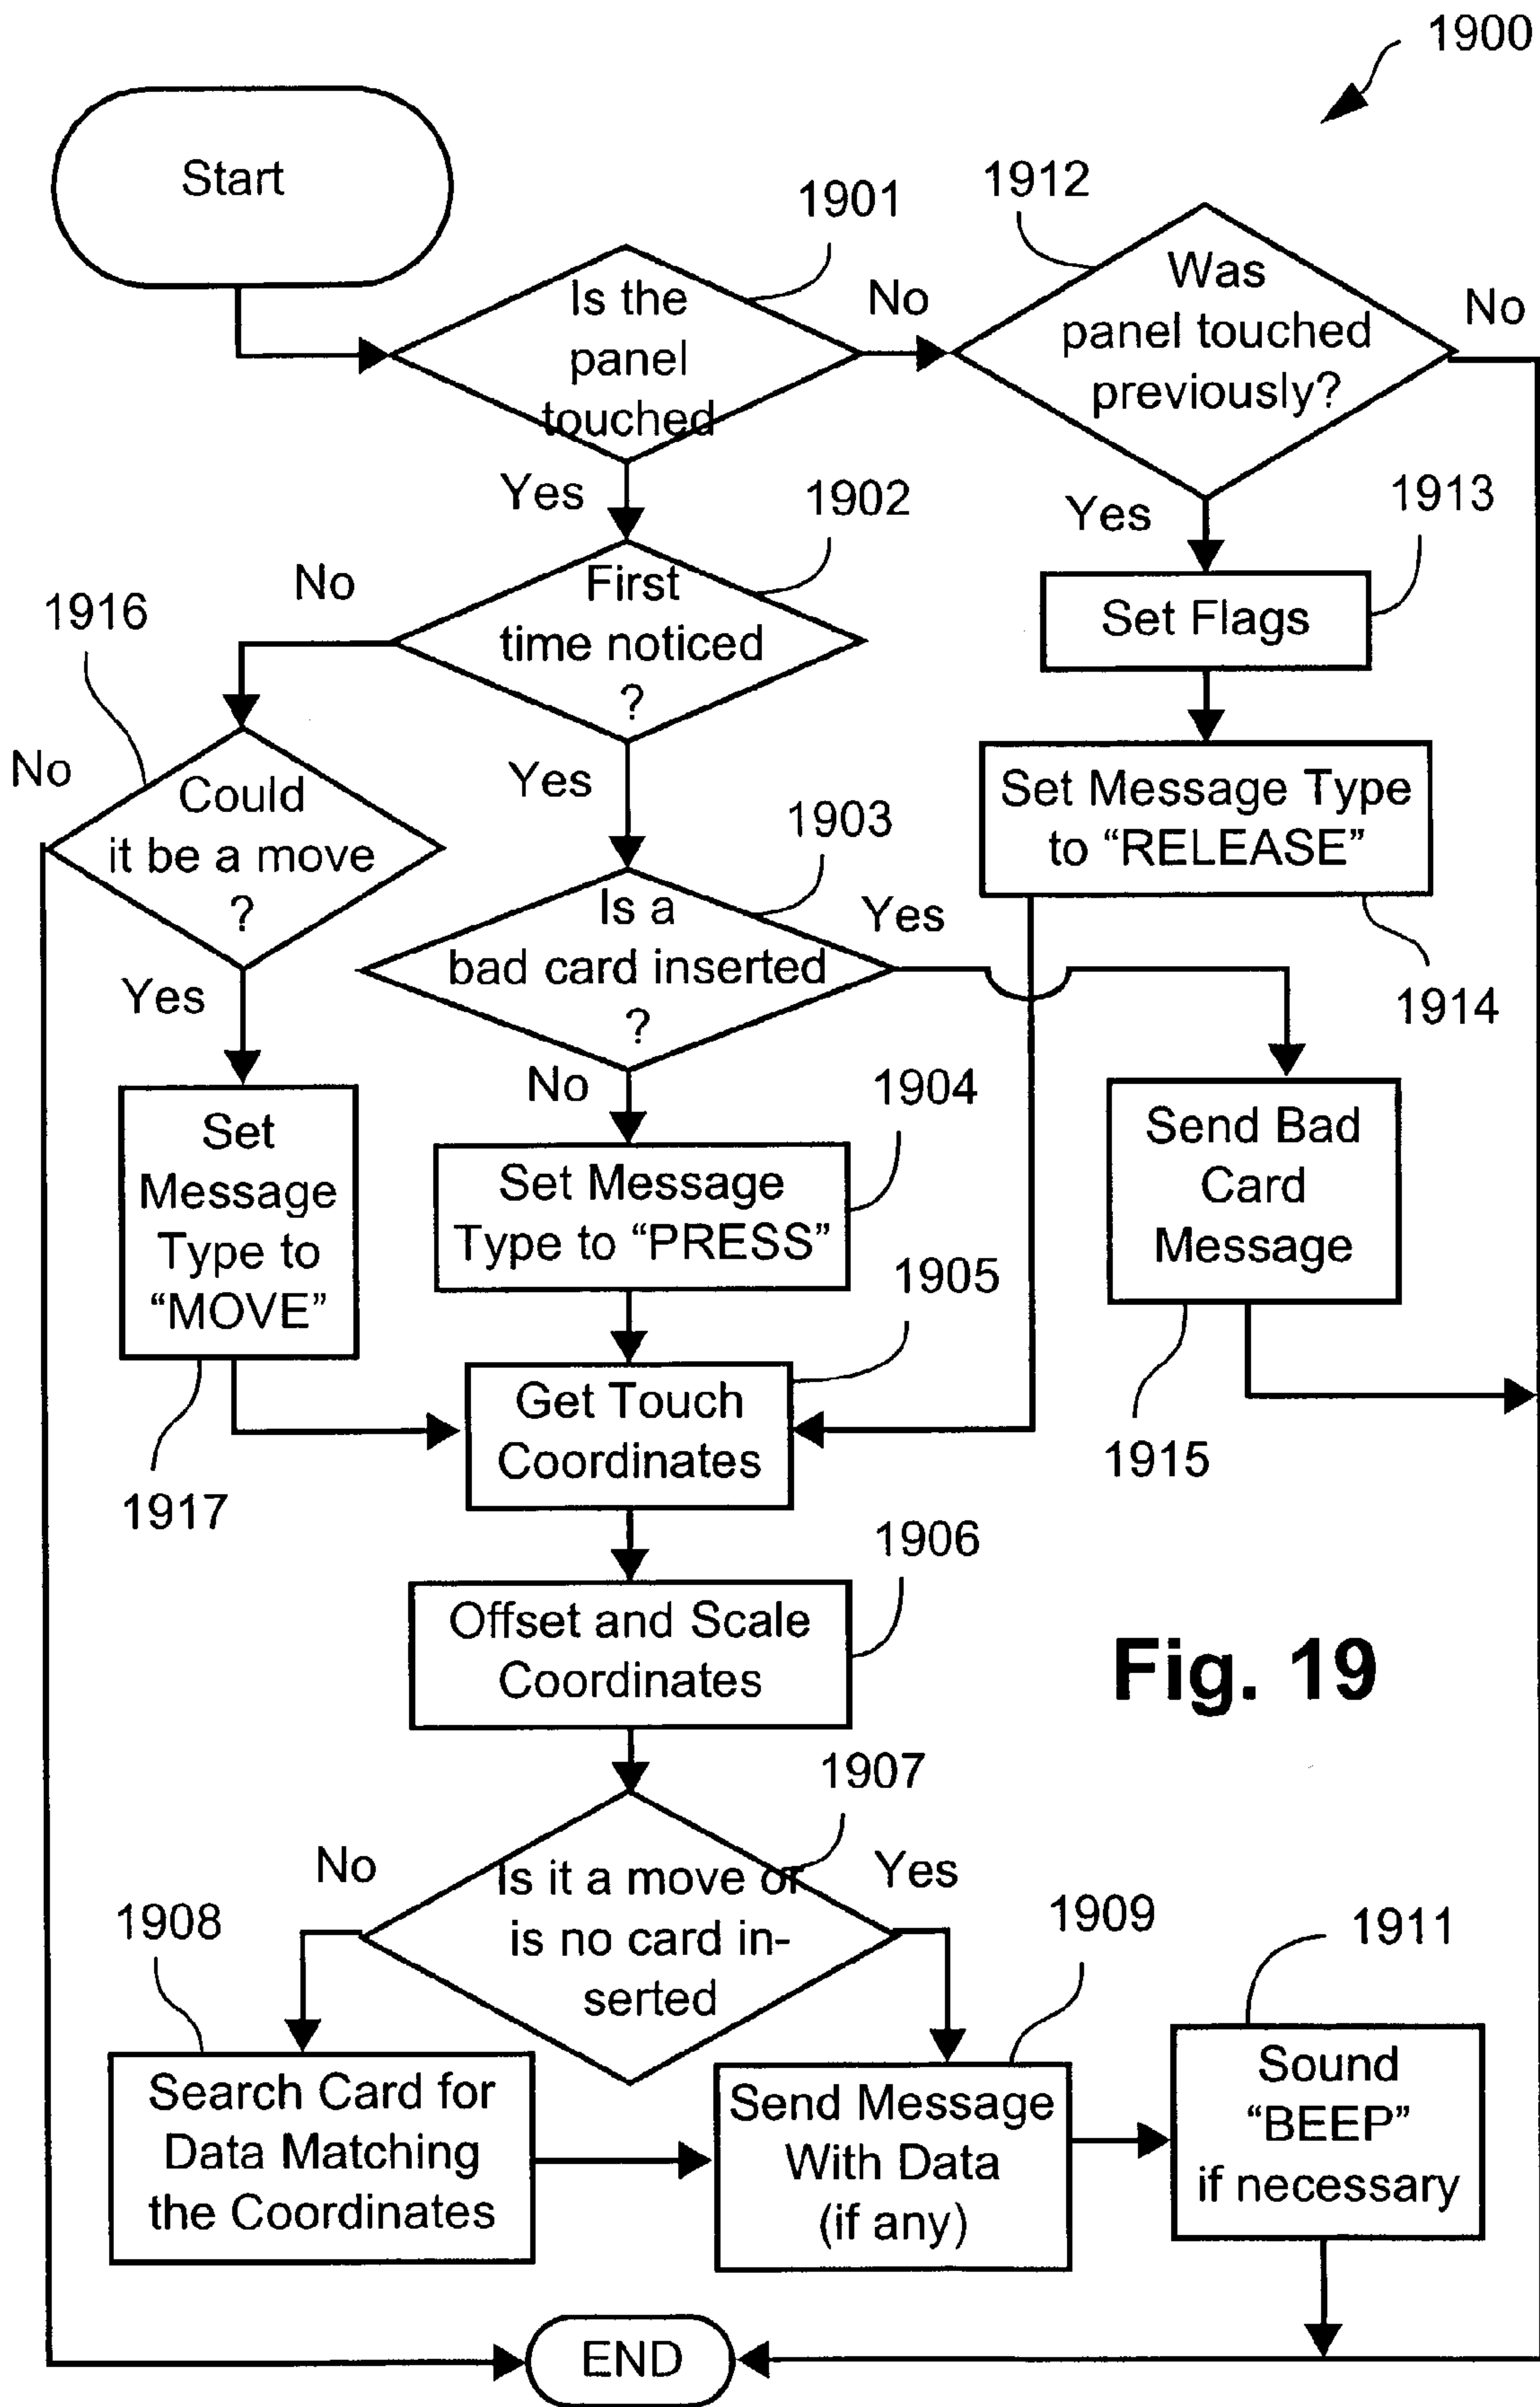 1900
Start
1901
1912
Is the
panel
touched
No
Was
panel touched
previously?
No
Yes
1902
Yes
1913
No
First
time noticed
?
Set Flags
1916
No
Could
it be a move
?
Yes
1903
Set Message Type
to “RELEASE”
Is a
bad card inserted
?
Yes
1914
Yes
No
1904
Set
Message
Type to
“MOVE”
Set Message
Type to “PRESS”
Send Bad
Card
Message
1905
Get Touch
Coordinates
1915
1917
1906
Offset and Scale
Coordinates
Fig. 19
1907
No
Is it a move or
is no card in-
serted
Yes
1908
1909
1911
Search Card for
Data Matching
the Coordinates
Send Message
With Data
(if any)
Sound
“BEEP”
if necessary
END